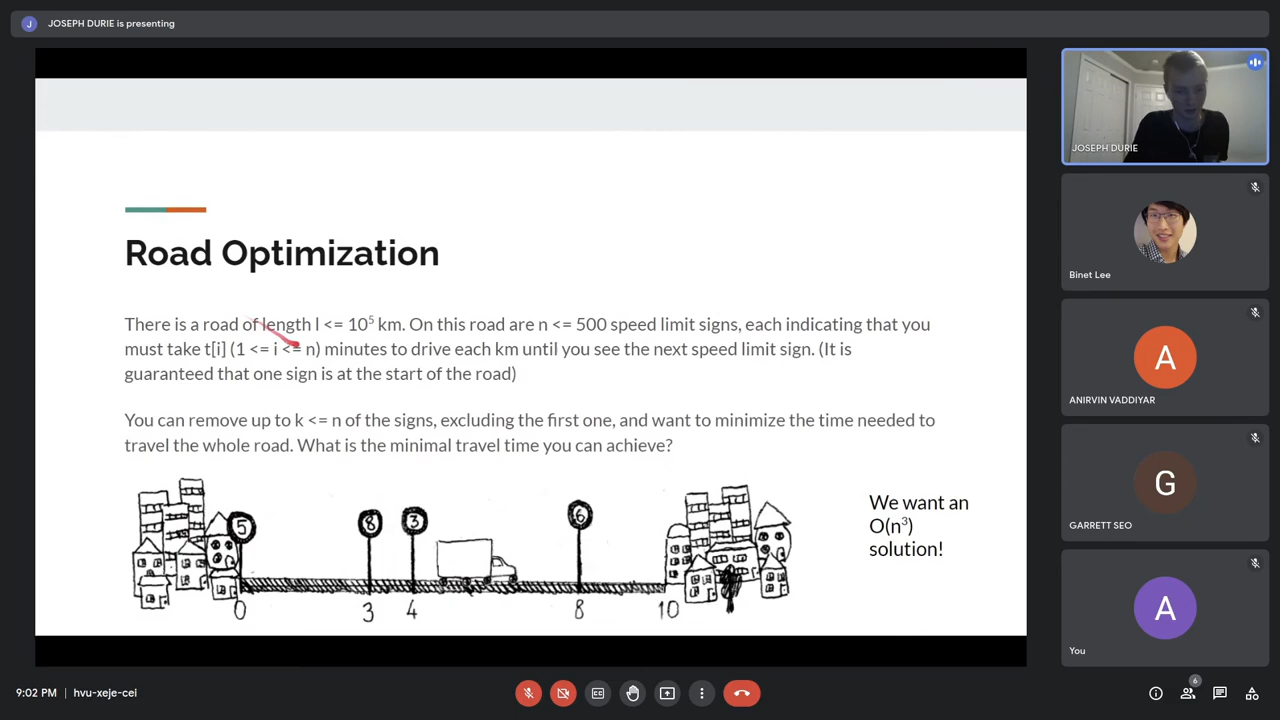 J
JOSEPH DURIE is presenting
Road Optimization
There is a road of length l <= 10⁵ km. On this road are n <= 500 speed limit signs, each indicating that you
must take t[i] (1 <= i <= n) minutes to drive each km until you see the next speed limit sign. (It is
guaranteed that one sign is at the start of the road)
You can remove up to k <= n of the signs, excluding the first one, and want to minimize the time needed to
travel the whole road. What is the minimal travel time you can achieve?
5 8 3 6
0 3 4 8 10
We want an
O(n³)
solution!
JOSEPH DURIE
Binet Lee
A
ANIRVIN VADDIYAR
G
GARRETT SEO
A
You
9:02 PM | hvu-xeje-cei
CC
6